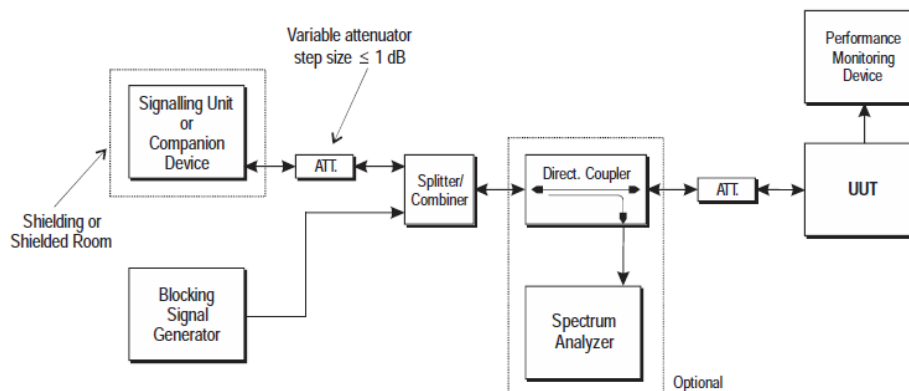 Variable attenuator
step size ≤ 1 dB
Performance
Monitoring
Device
Signalling Unit
or
Companion
Device
ATT.
Splitter/
Combiner
Direct. Coupler
ATT.
UUT
Shielding or
Shielded Room
Blocking
Signal
Generator
Spectrum
Analyzer
Optional